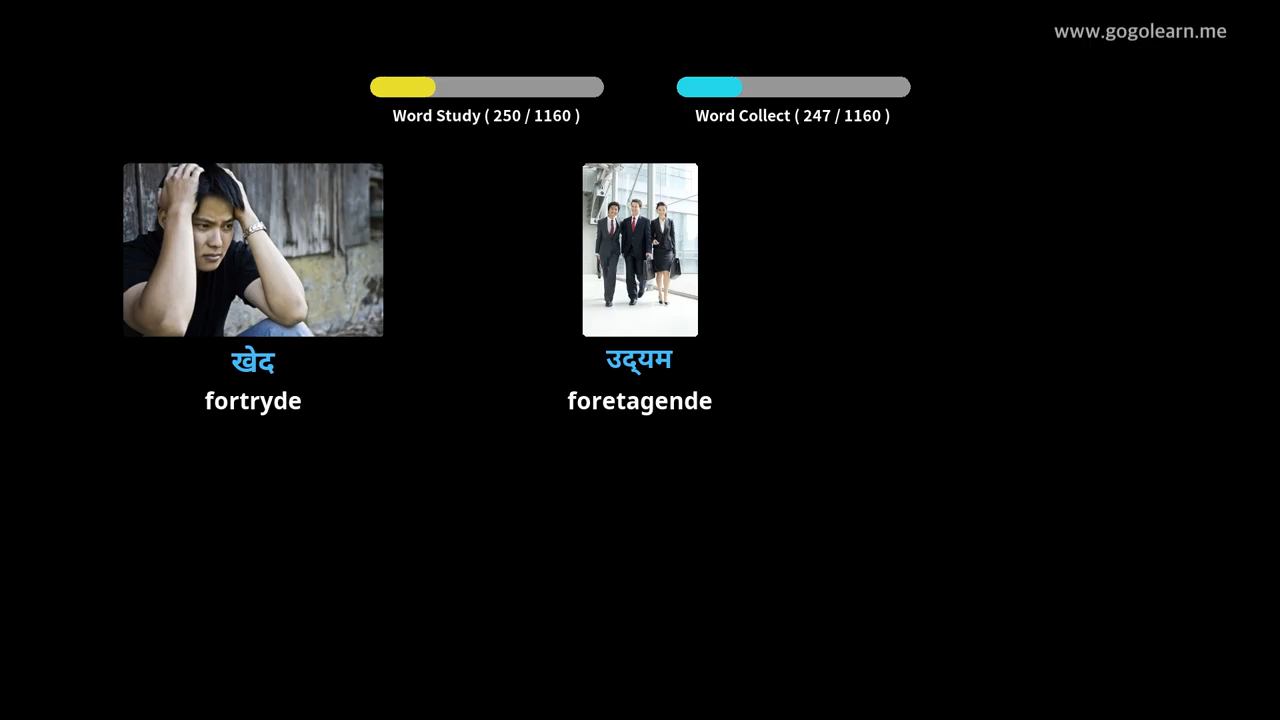 www.gogolearn.me
Word Study ( 250 / 1160 )
Word Collect ( 247 / 1160 )
खेद
उद्यम
fortryde
foretagende